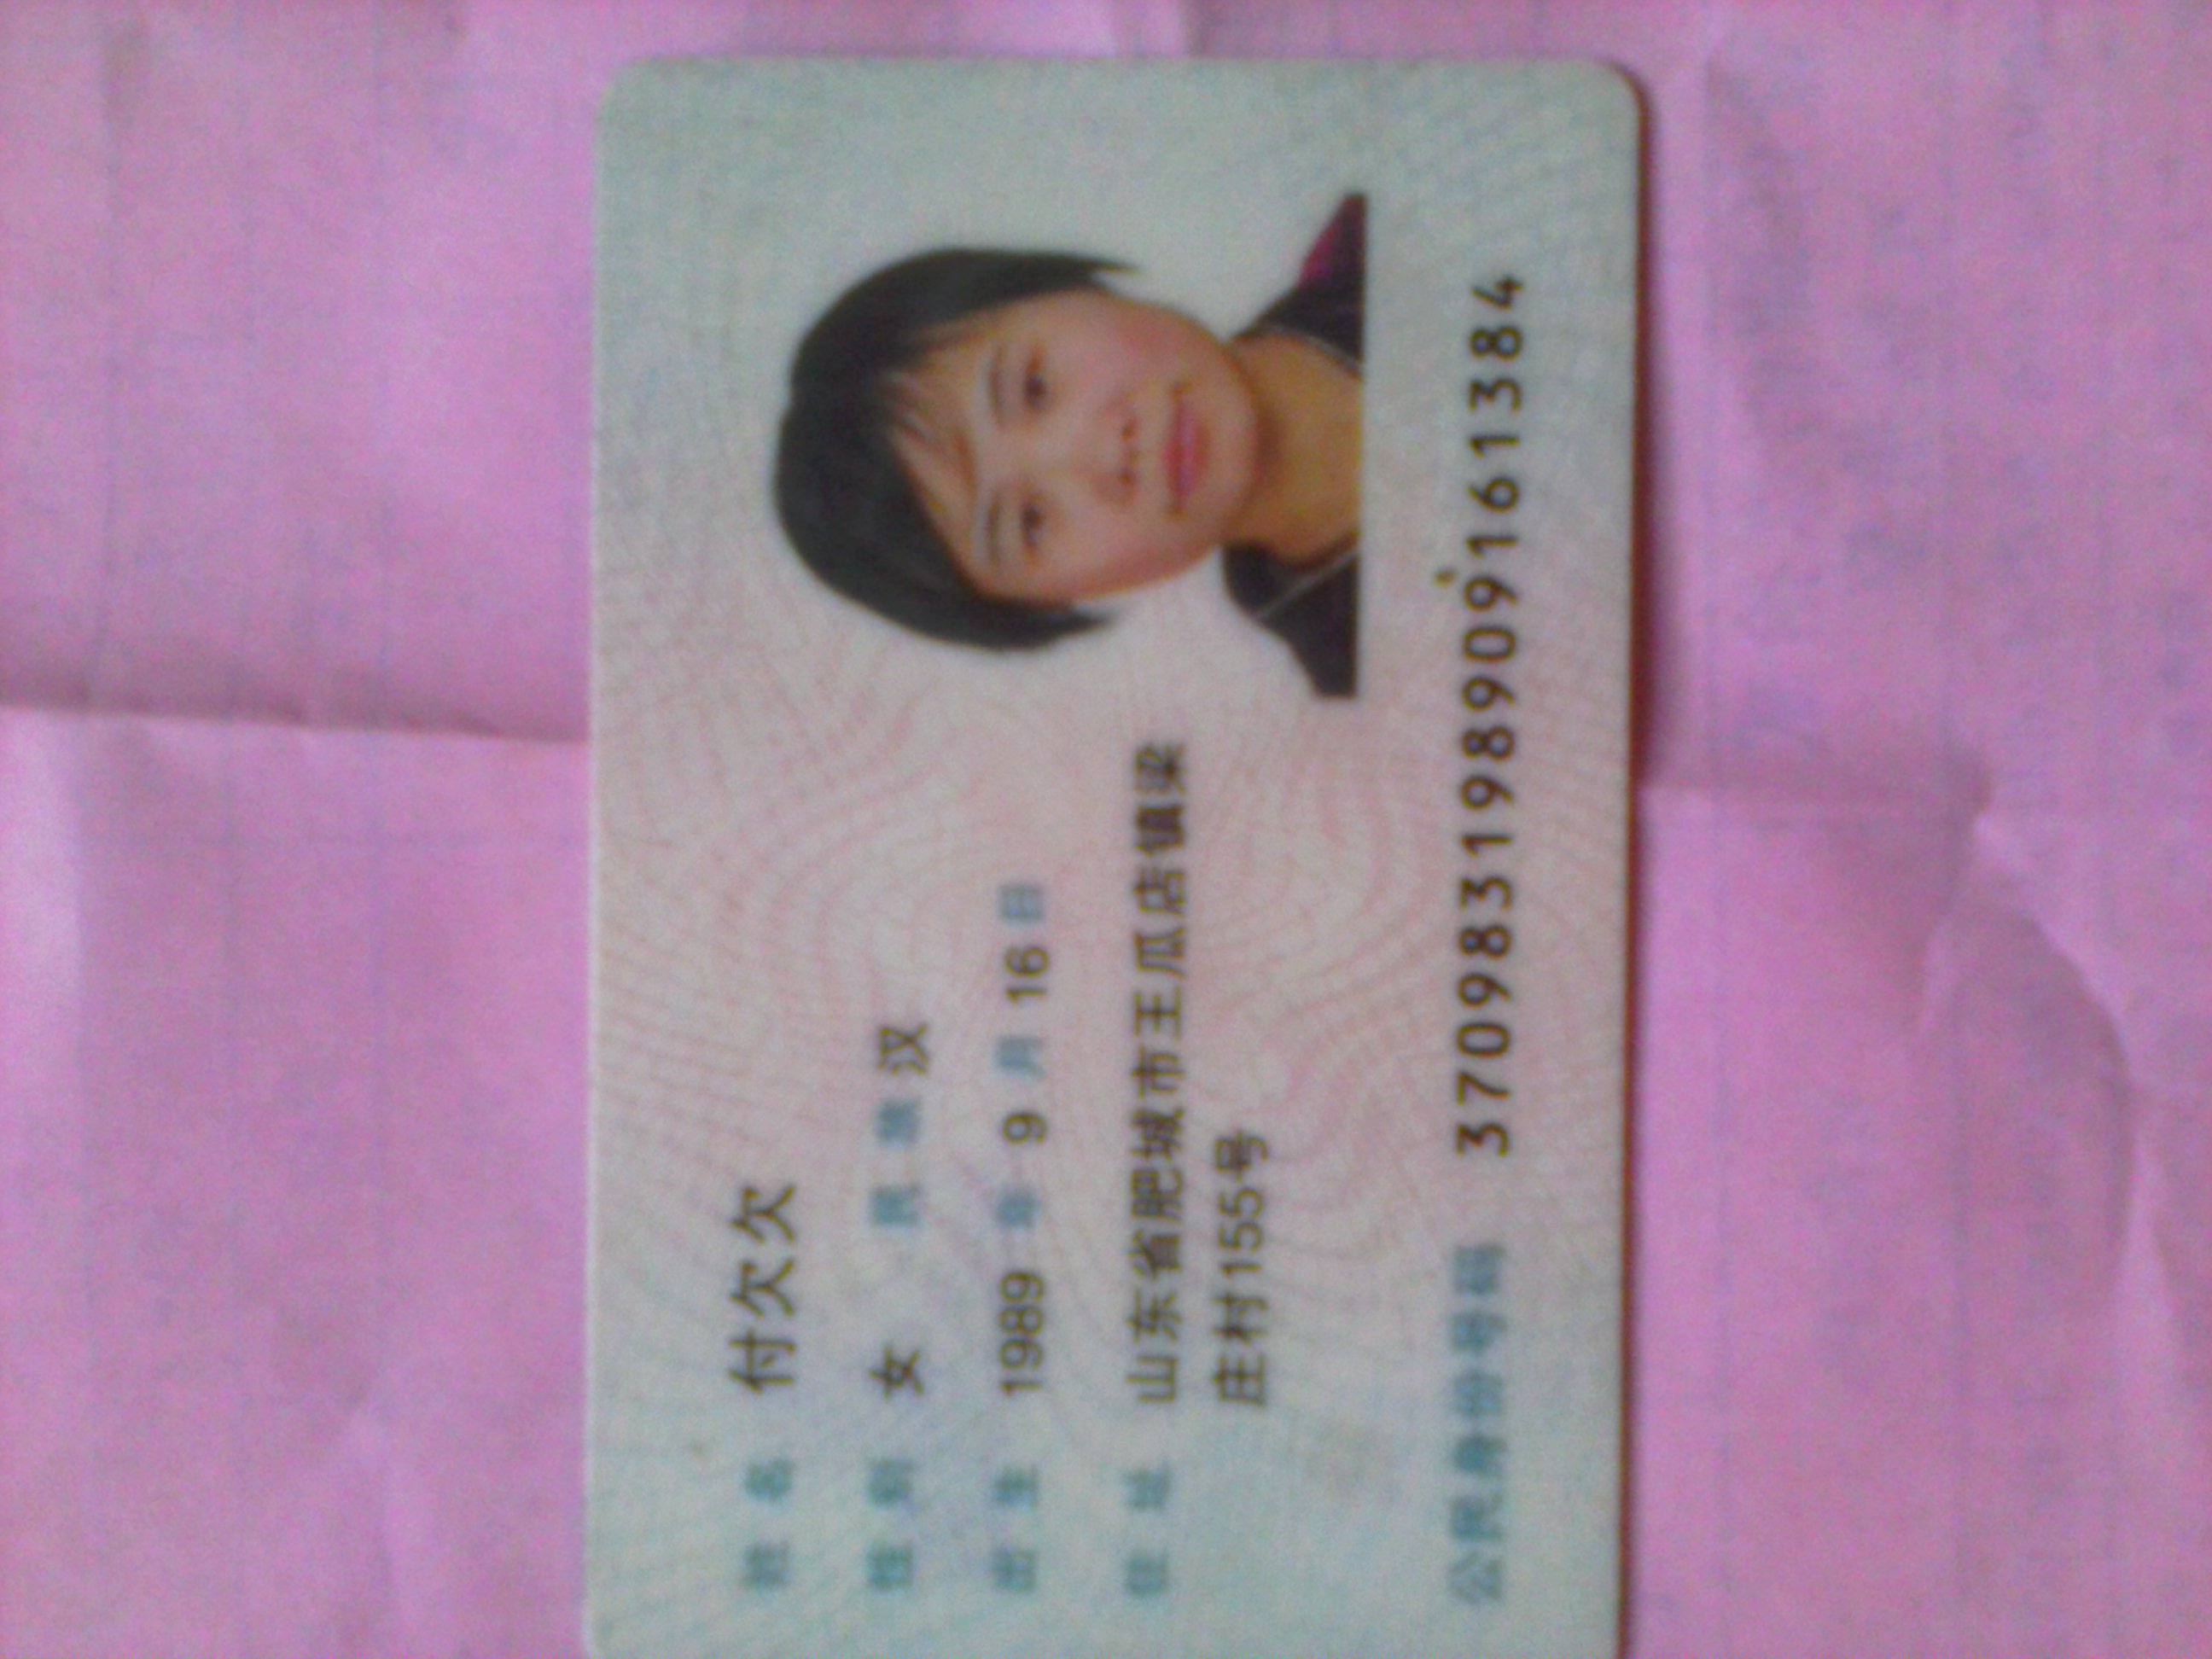 姓名 付欠欠
性别 女 民族 汉
出生 1989 年 9 月 16 日
住址 山东省肥城市王瓜店镇梁
庄村155号
公民身份号码 370983198909161384